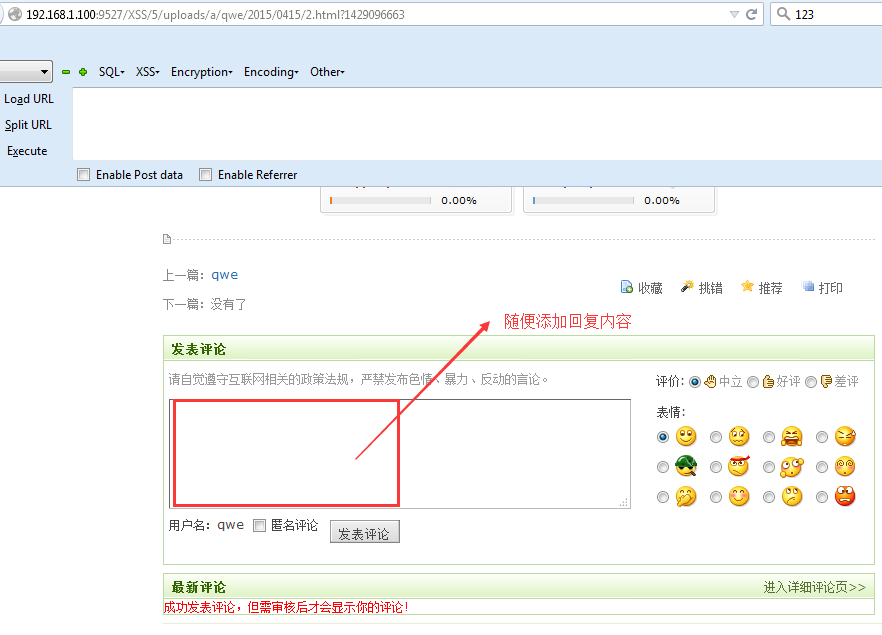 192.168.1.100:9527/XSS/5/uploads/a/qwe/2015/0415/2.html?1429096663
123
SQL▾ XSS▾ Encryption▾ Encoding▾ Other▾
Load URL
Split URL
Execute
Enable Post data Enable Referrer
0.00% 0.00%
上一篇：qwe
收藏 挑错 推荐 打印
下一篇：没有了
随便添加回复内容
发表评论
请自觉遵守互联网相关的政策法规，严禁发布色情、暴力、反动的言论。
评价: 中立 好评 差评
表情:
用户名: qwe 匿名评论 发表评论
最新评论 进入详细评论页>>
成功发表评论，但需审核后才会显示你的评论!